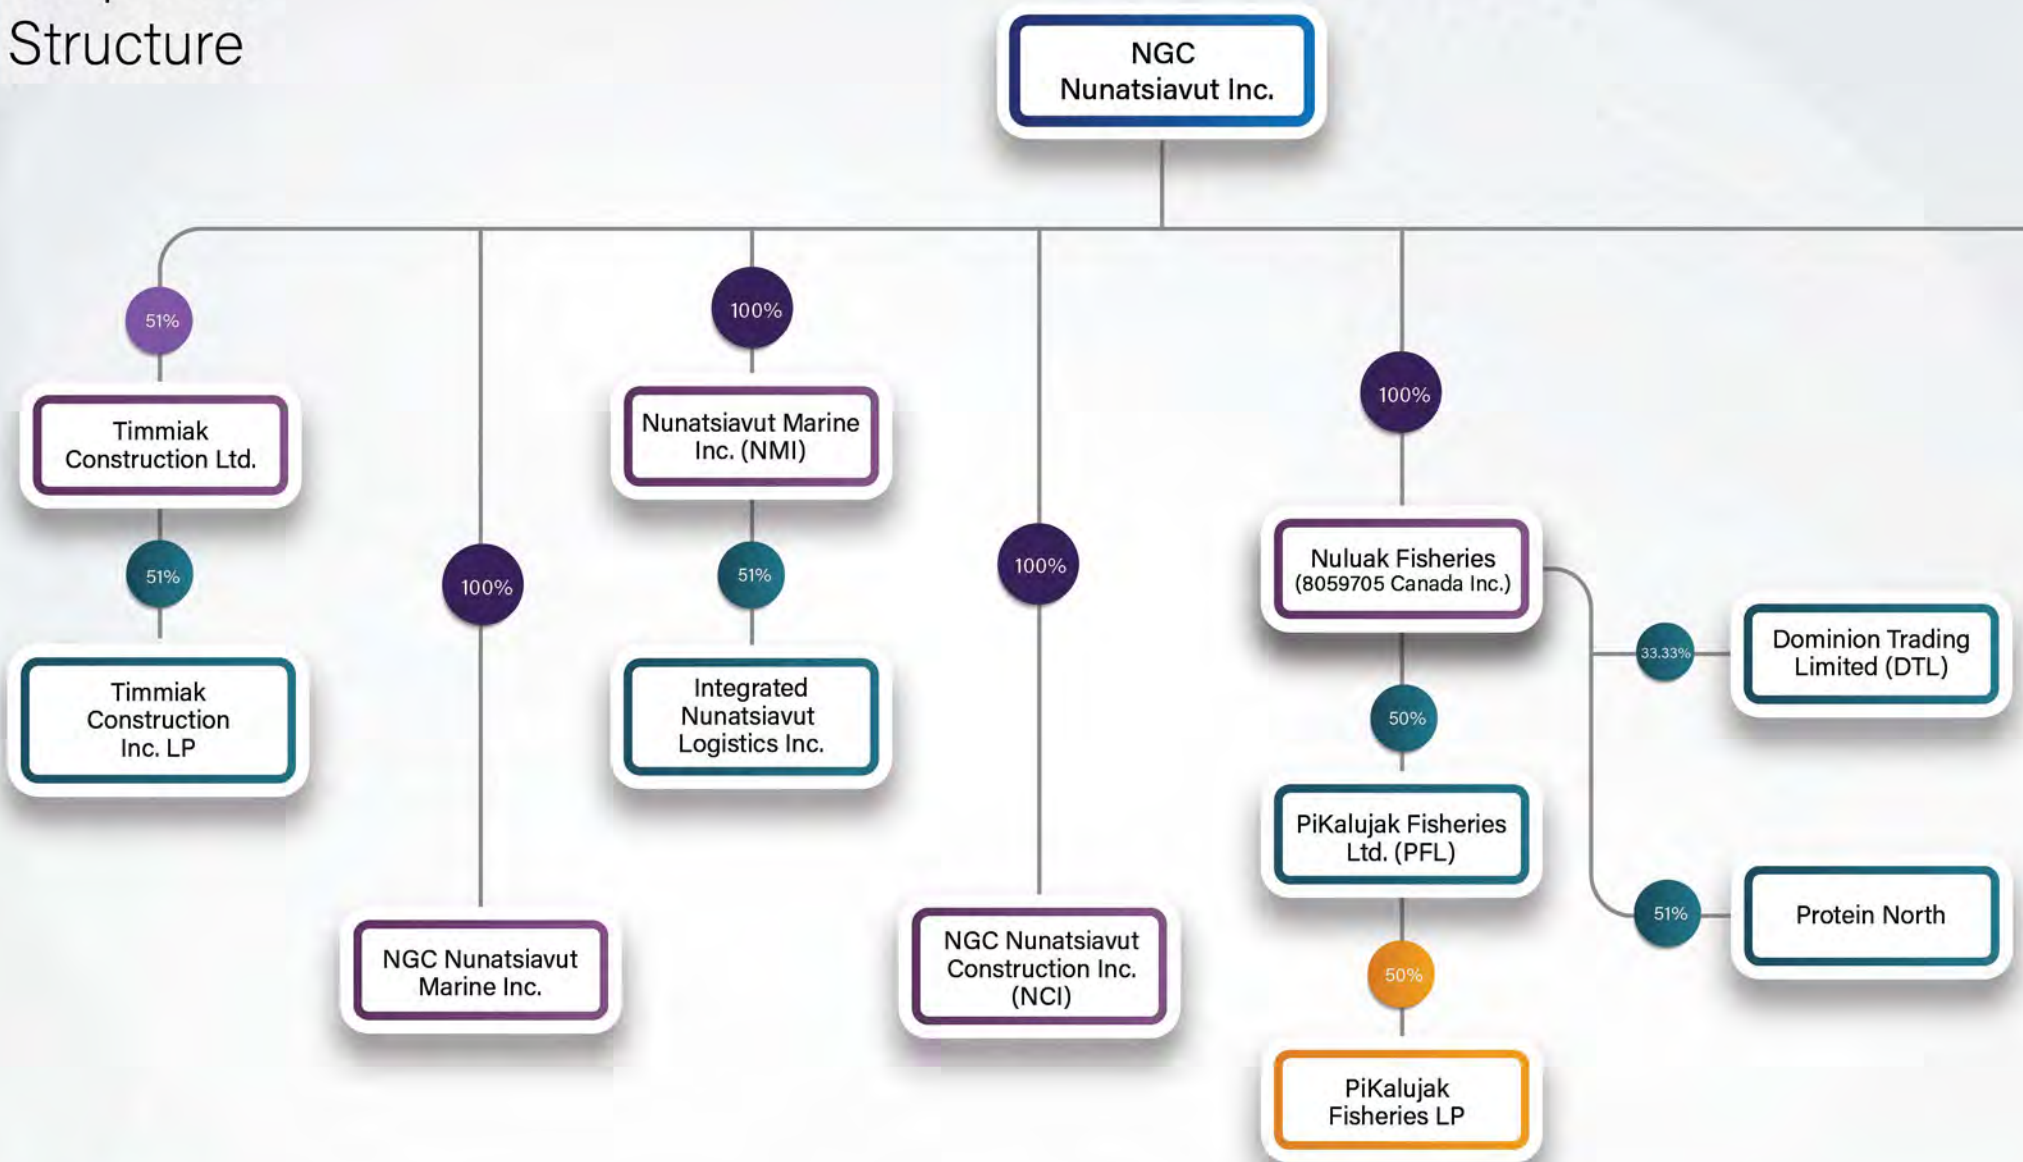 Structure
NGC
Nunatsiavut Inc.
51%
100%
100%
100%
100%
Timmiak
Construction Ltd.
Nunatsiavut Marine
Inc. (NMI)
Nuluak Fisheries
(8059705 Canada Inc.)
51%
51%
33.33%
Dominion Trading
Limited (DTL)
50%
Timmiak
Construction
Inc. LP
Integrated
Nunatsiavut
Logistics Inc.
PiKalujak Fisheries
Ltd. (PFL)
51%
Protein North
NGC Nunatsiavut
Marine Inc.
NGC Nunatsiavut
Construction Inc.
(NCI)
50%
PiKalujak
Fisheries LP